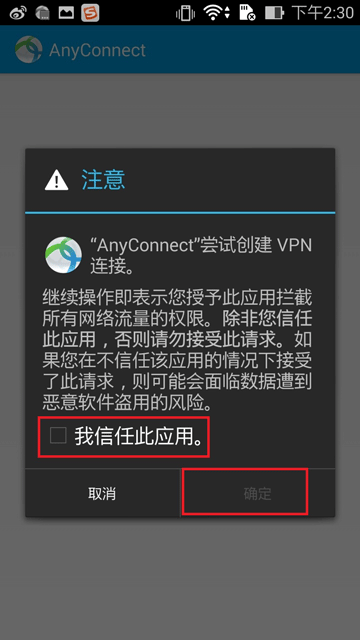 下午2:30
AnyConnect
注意
“AnyConnect”尝试创建 VPN
连接。
继续操作即表示您授予此应用拦截
所有网络流量的权限。除非您信任
此应用，否则请勿接受此请求。如
果您在不信任该应用的情况下接受
了此请求，则可能会面临数据遭到
恶意软件盗用的风险。
我信任此应用。
取消
确定